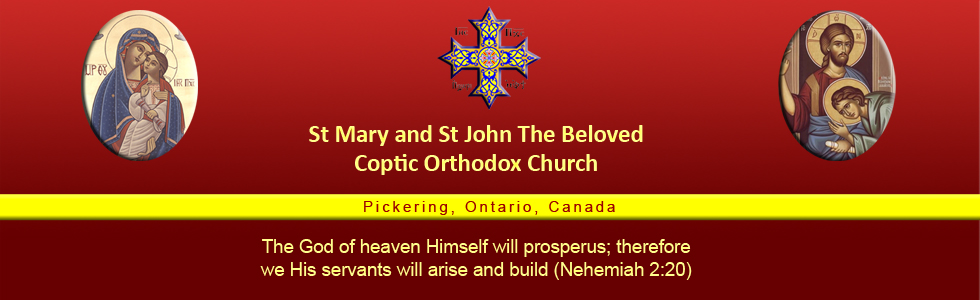 St Mary and St John The Beloved
Coptic Orthodox Church
Pickering, Ontario, Canada
The God of heaven Himself will prosperus; therefore
we His servants will arise and build (Nehemiah 2:20)